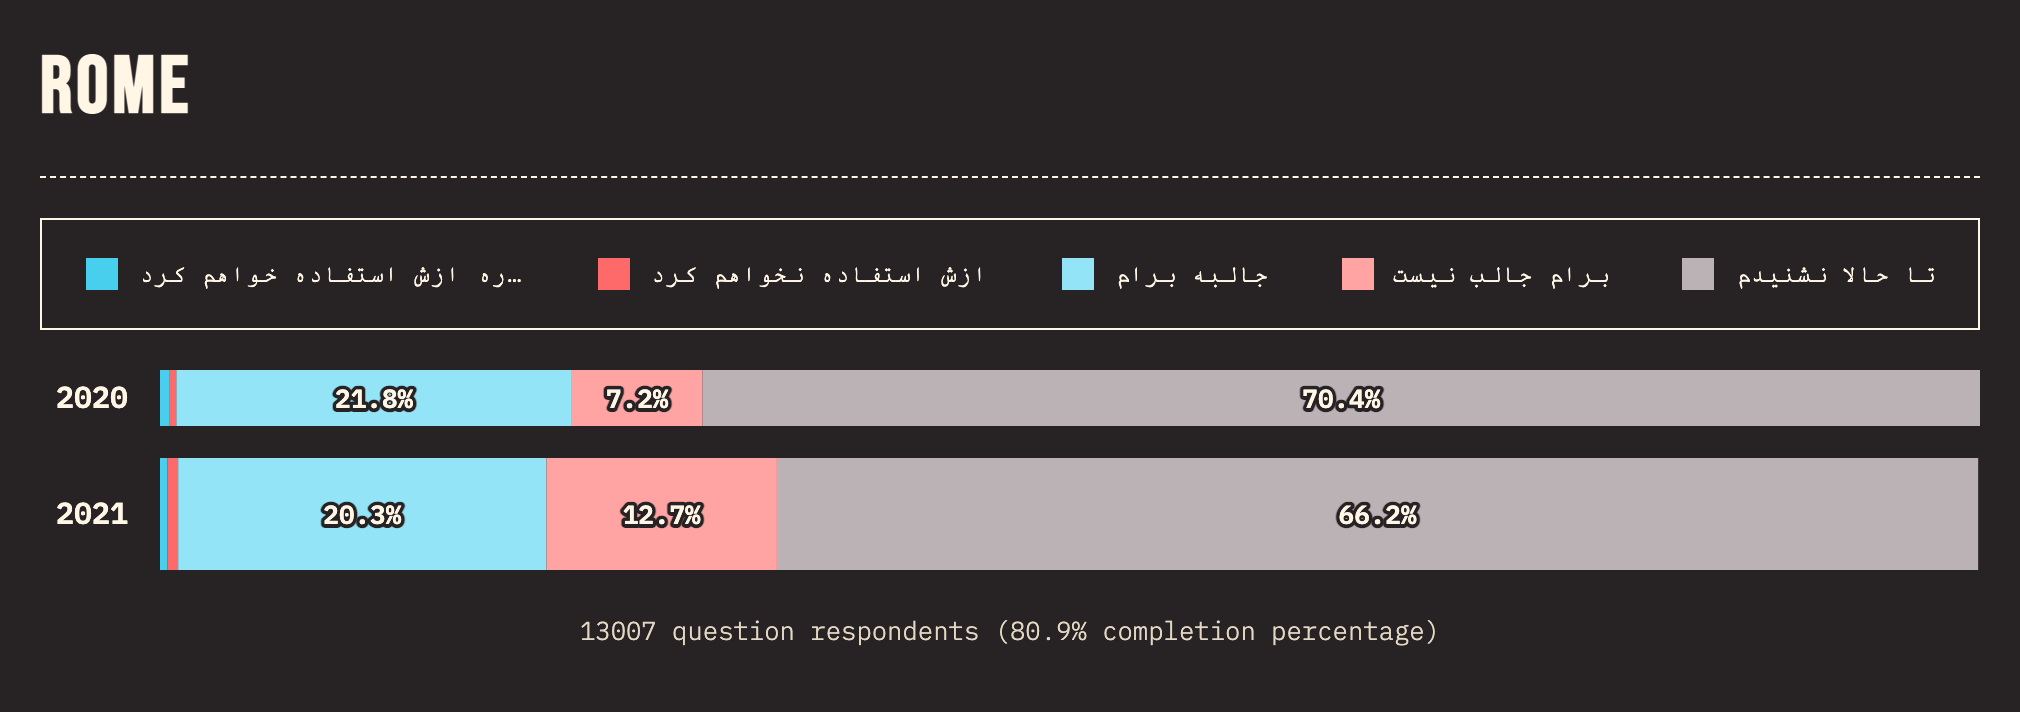 ROME
…ره ازش استفاده خواهم کرد
ازش استفاده نخواهم کرد
جالبه برام
برام جالب نیست
تا حالا نشنیدم
2020 21.8% 7.2% 70.4%
2021 20.3% 12.7% 66.2%
13007 question respondents (80.9% completion percentage)